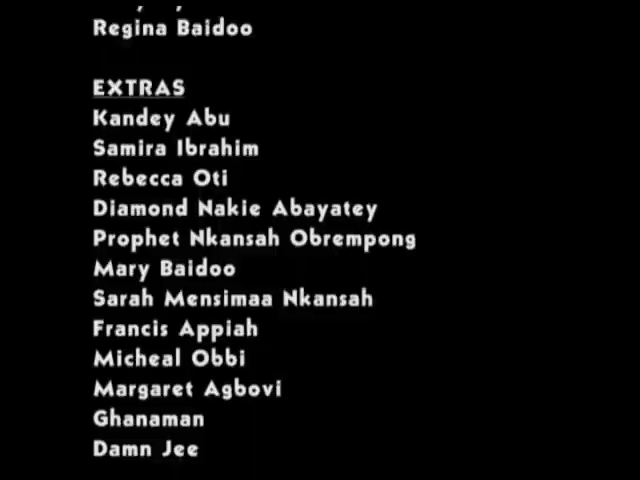 Regina Baidoo
EXTRAS
Kandey Abu
Samira Ibrahim
Rebecca Oti
Diamond Nakie Abayatey
Prophet Nkansah Obrempong
Mary Baidoo
Sarah Mensimaa Nkansah
Francis Appiah
Micheal Obbi
Margaret Agbovi
Ghanaman
Damn Jee